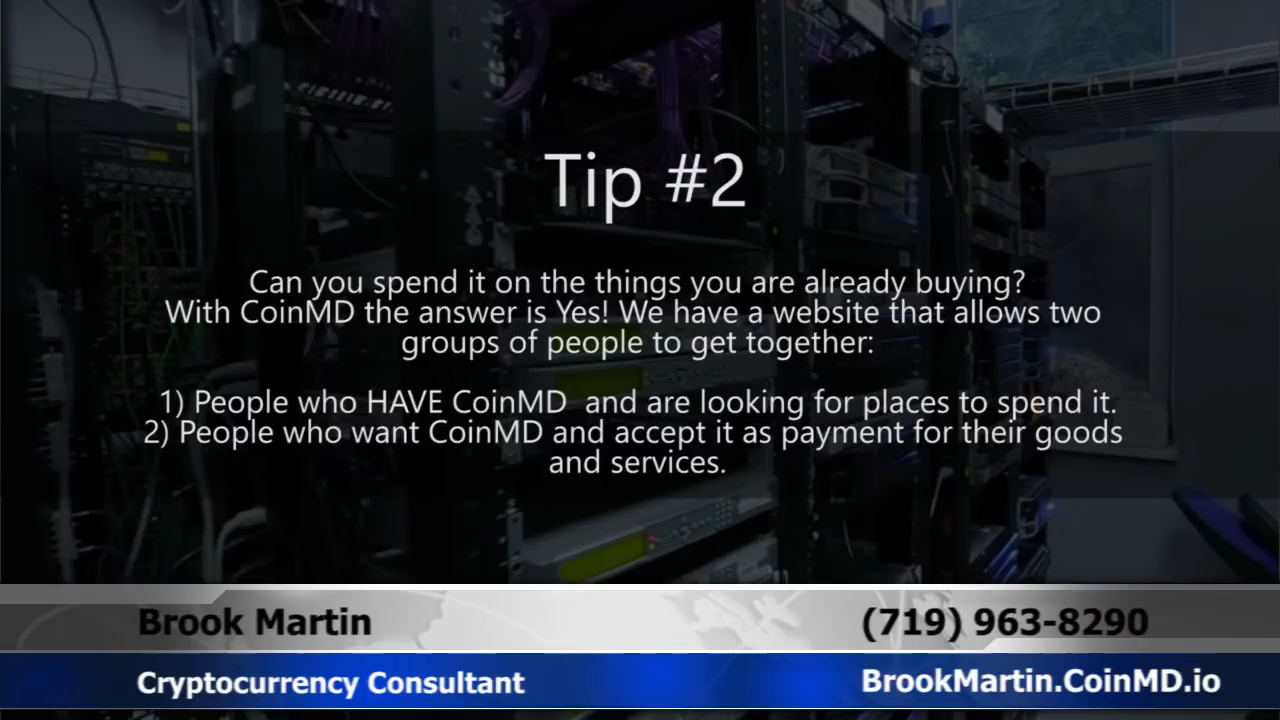 Tip #2
Can you spend it on the things you are already buying?
With CoinMD the answer is Yes! We have a website that allows two
groups of people to get together:
1) People who HAVE CoinMD and are looking for places to spend it.
2) People who want CoinMD and accept it as payment for their goods
and services.
Brook Martin
(719) 963-8290
Cryptocurrency Consultant
BrookMartin.CoinMD.io